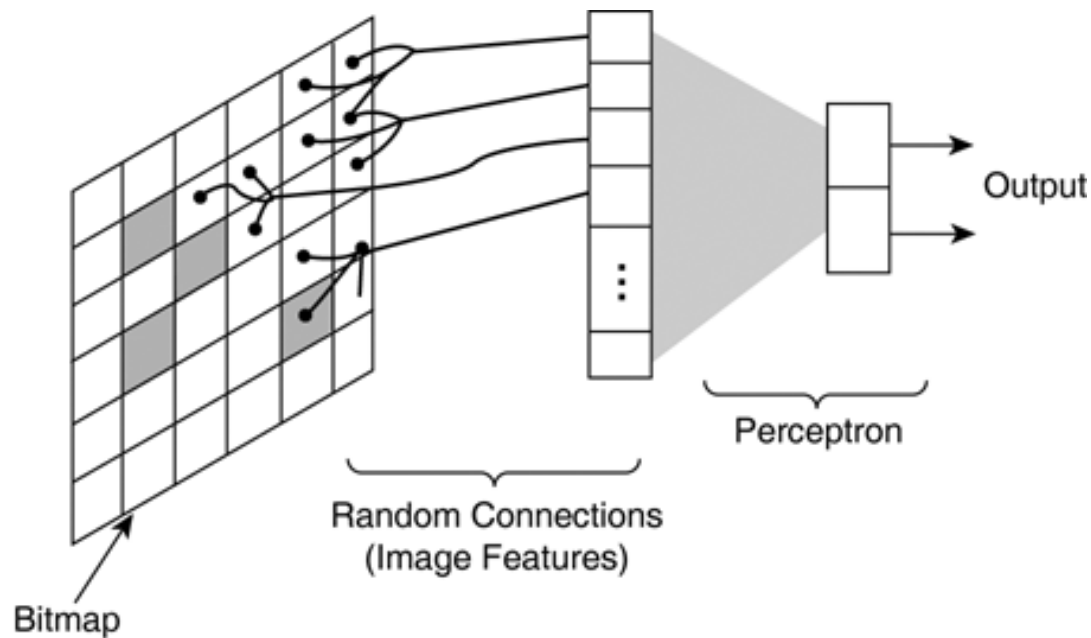 Output
Perceptron
Random Connections
(Image Features)
Bitmap